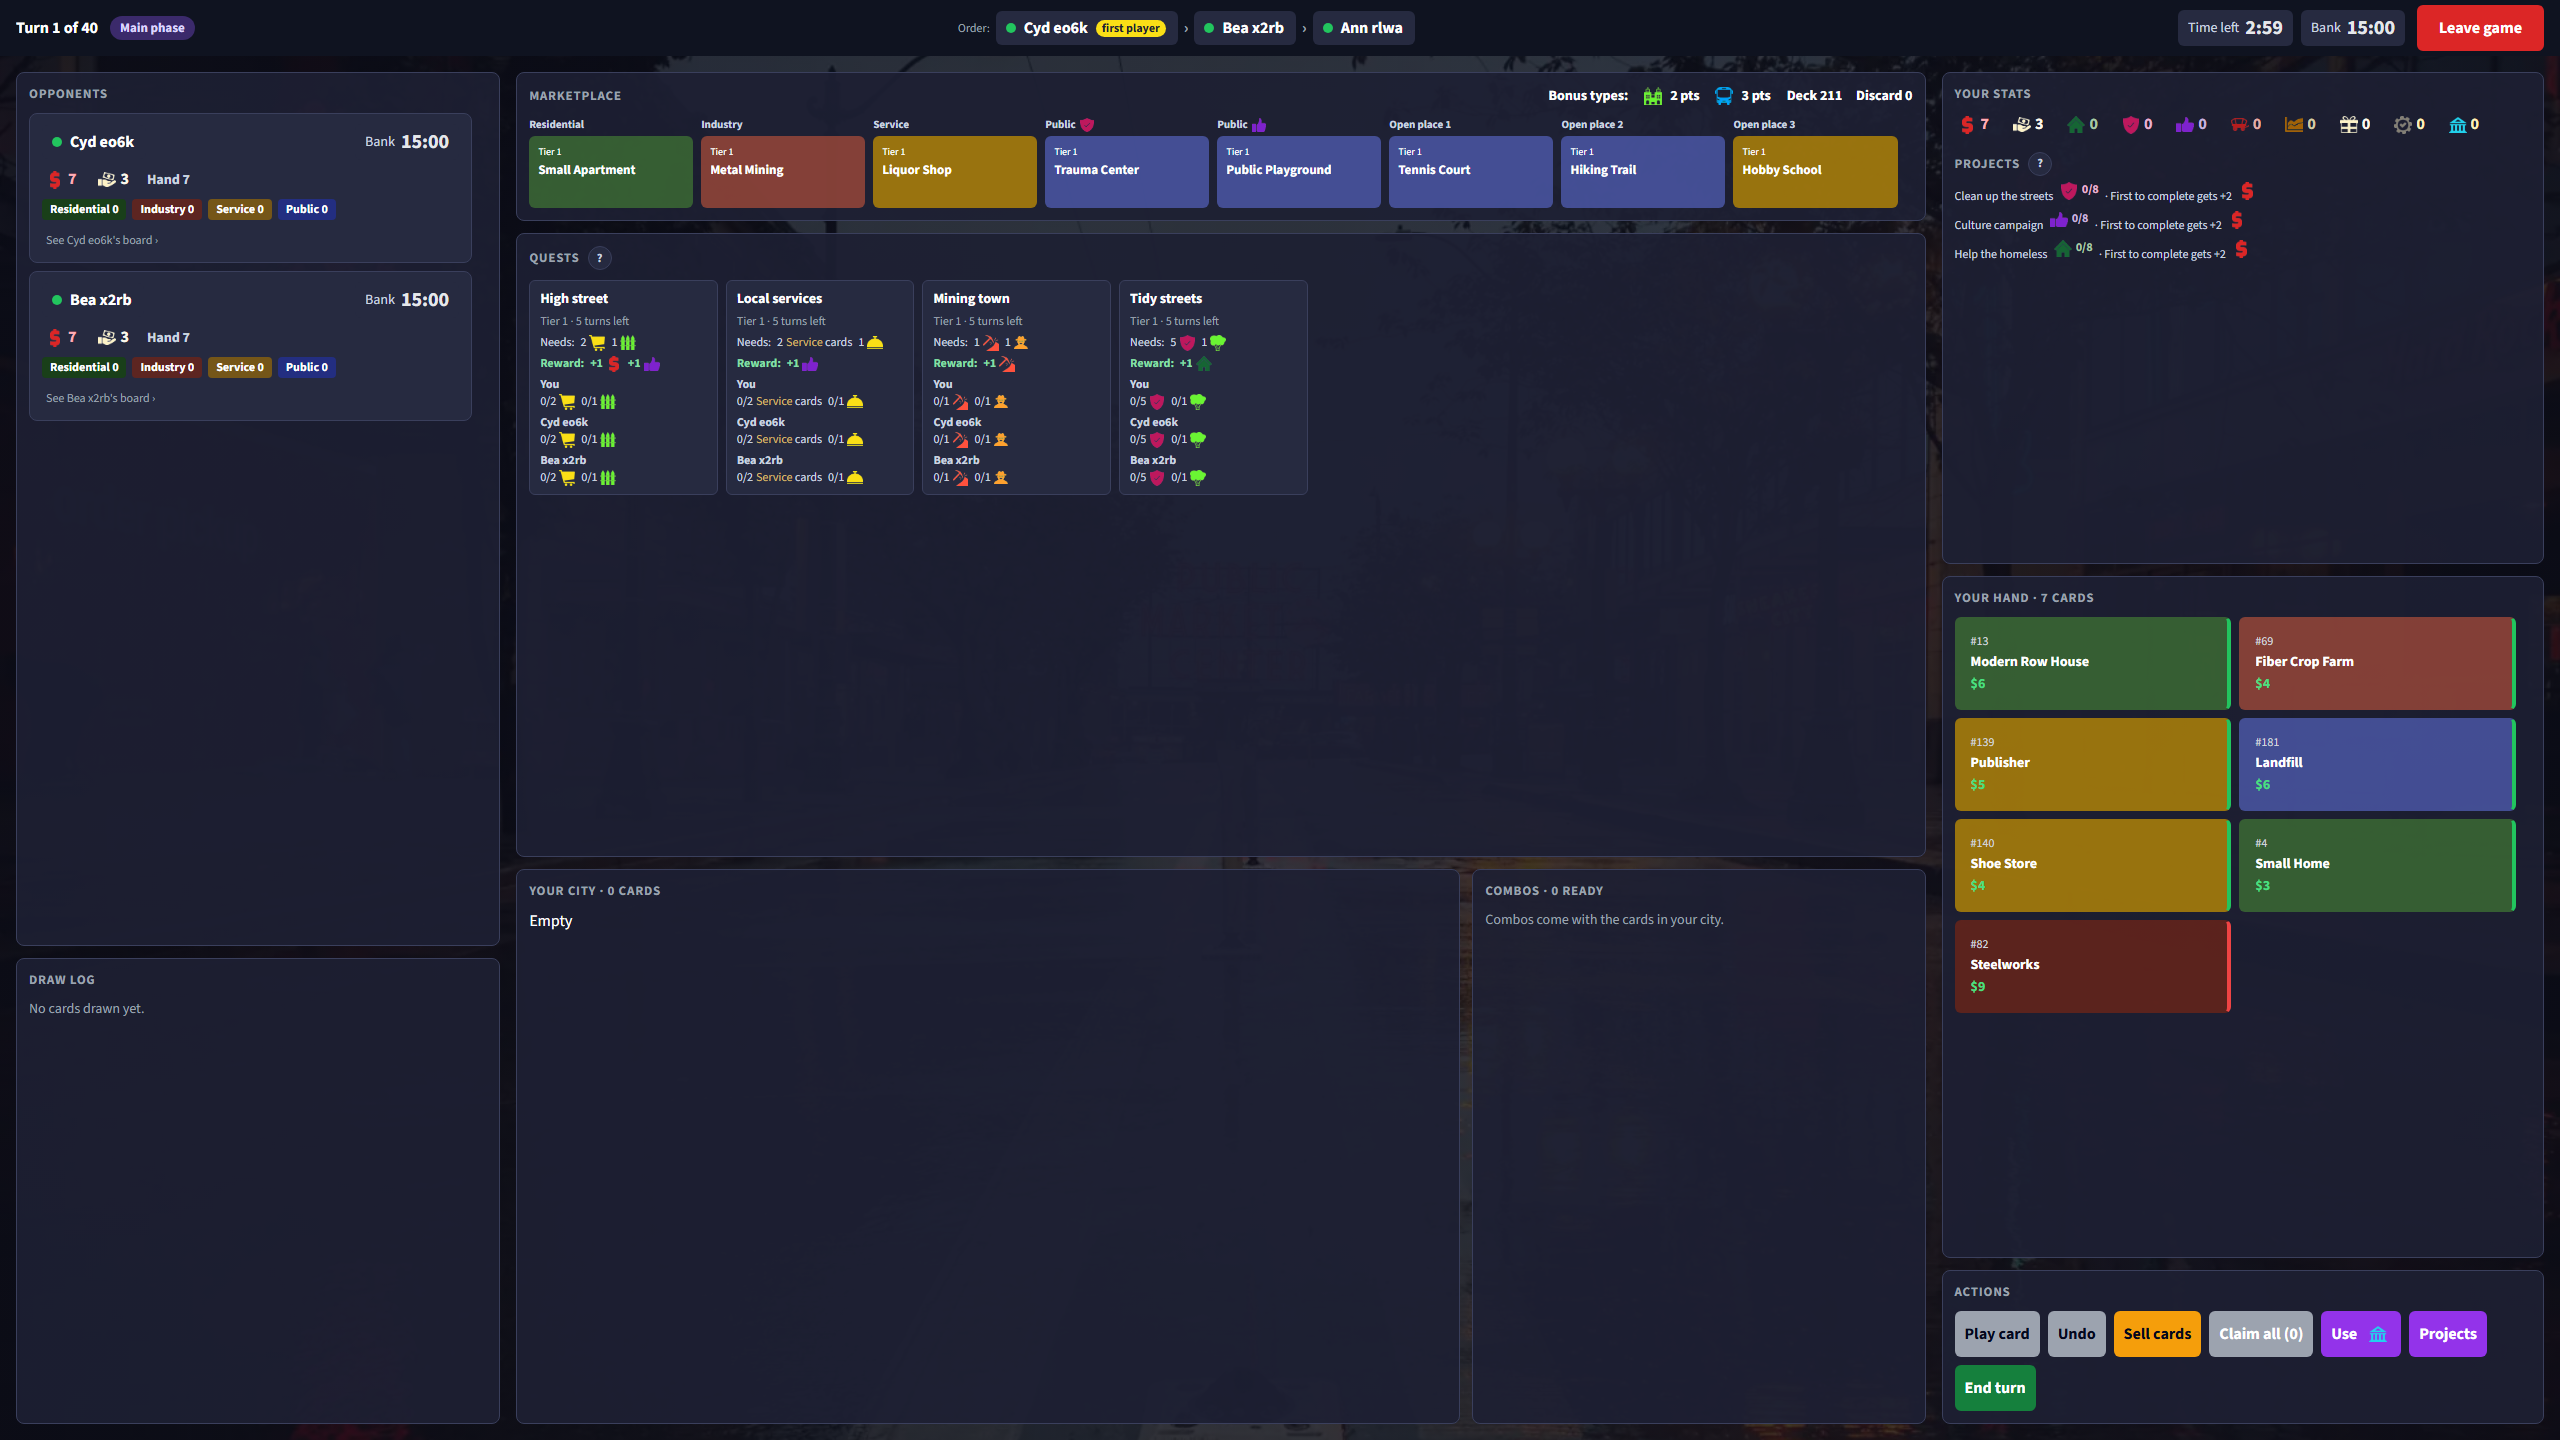 Turn 1 of 40 Main phase
Order: Cyd eo6k first player › Bea x2rb › Ann rlwa
Time left 2:59 Bank 15:00 Leave game
OPPONENTS
Cyd eo6k Bank 15:00
7 3 Hand 7
Residential 0 Industry 0 Service 0 Public 0
See Cyd eo6k's board ›
Bea x2rb Bank 15:00
7 3 Hand 7
Residential 0 Industry 0 Service 0 Public 0
See Bea x2rb's board ›
DRAW LOG
No cards drawn yet.
MARKETPLACE
Bonus types: 2 pts 3 pts Deck 211 Discard 0
Residential Industry Service Public Public Open place 1 Open place 2 Open place 3
Tier 1 Tier 1 Tier 1 Tier 1 Tier 1 Tier 1 Tier 1 Tier 1
Small Apartment Metal Mining Liquor Shop Trauma Center Public Playground Tennis Court Hiking Trail Hobby School
QUESTS ?
High street
Tier 1 · 5 turns left
Needs: 2 1
Reward: +1 +1
You
0/2 0/1
Cyd eo6k
0/2 0/1
Bea x2rb
0/2 0/1
Local services
Tier 1 · 5 turns left
Needs: 2 Service cards 1
Reward: +1
You
0/2 Service cards 0/1
Cyd eo6k
0/2 Service cards 0/1
Bea x2rb
0/2 Service cards 0/1
Mining town
Tier 1 · 5 turns left
Needs: 1 1
Reward: +1
You
0/1 0/1
Cyd eo6k
0/1 0/1
Bea x2rb
0/1 0/1
Tidy streets
Tier 1 · 5 turns left
Needs: 5 1
Reward: +1
You
0/5 0/1
Cyd eo6k
0/5 0/1
Bea x2rb
0/5 0/1
YOUR CITY · 0 CARDS
Empty
COMBOS · 0 READY
Combos come with the cards in your city.
YOUR STATS
7 3 0 0 0 0 0 0 0 0
PROJECTS ?
Clean up the streets 0/8 · First to complete gets +2
Culture campaign 0/8 · First to complete gets +2
Help the homeless 0/8 · First to complete gets +2
YOUR HAND · 7 CARDS
#13
Modern Row House
$6
#69
Fiber Crop Farm
$4
#139
Publisher
$5
#181
Landfill
$6
#140
Shoe Store
$4
#4
Small Home
$3
#82
Steelworks
$9
ACTIONS
Play card Undo Sell cards Claim all (0) Use Projects
End turn